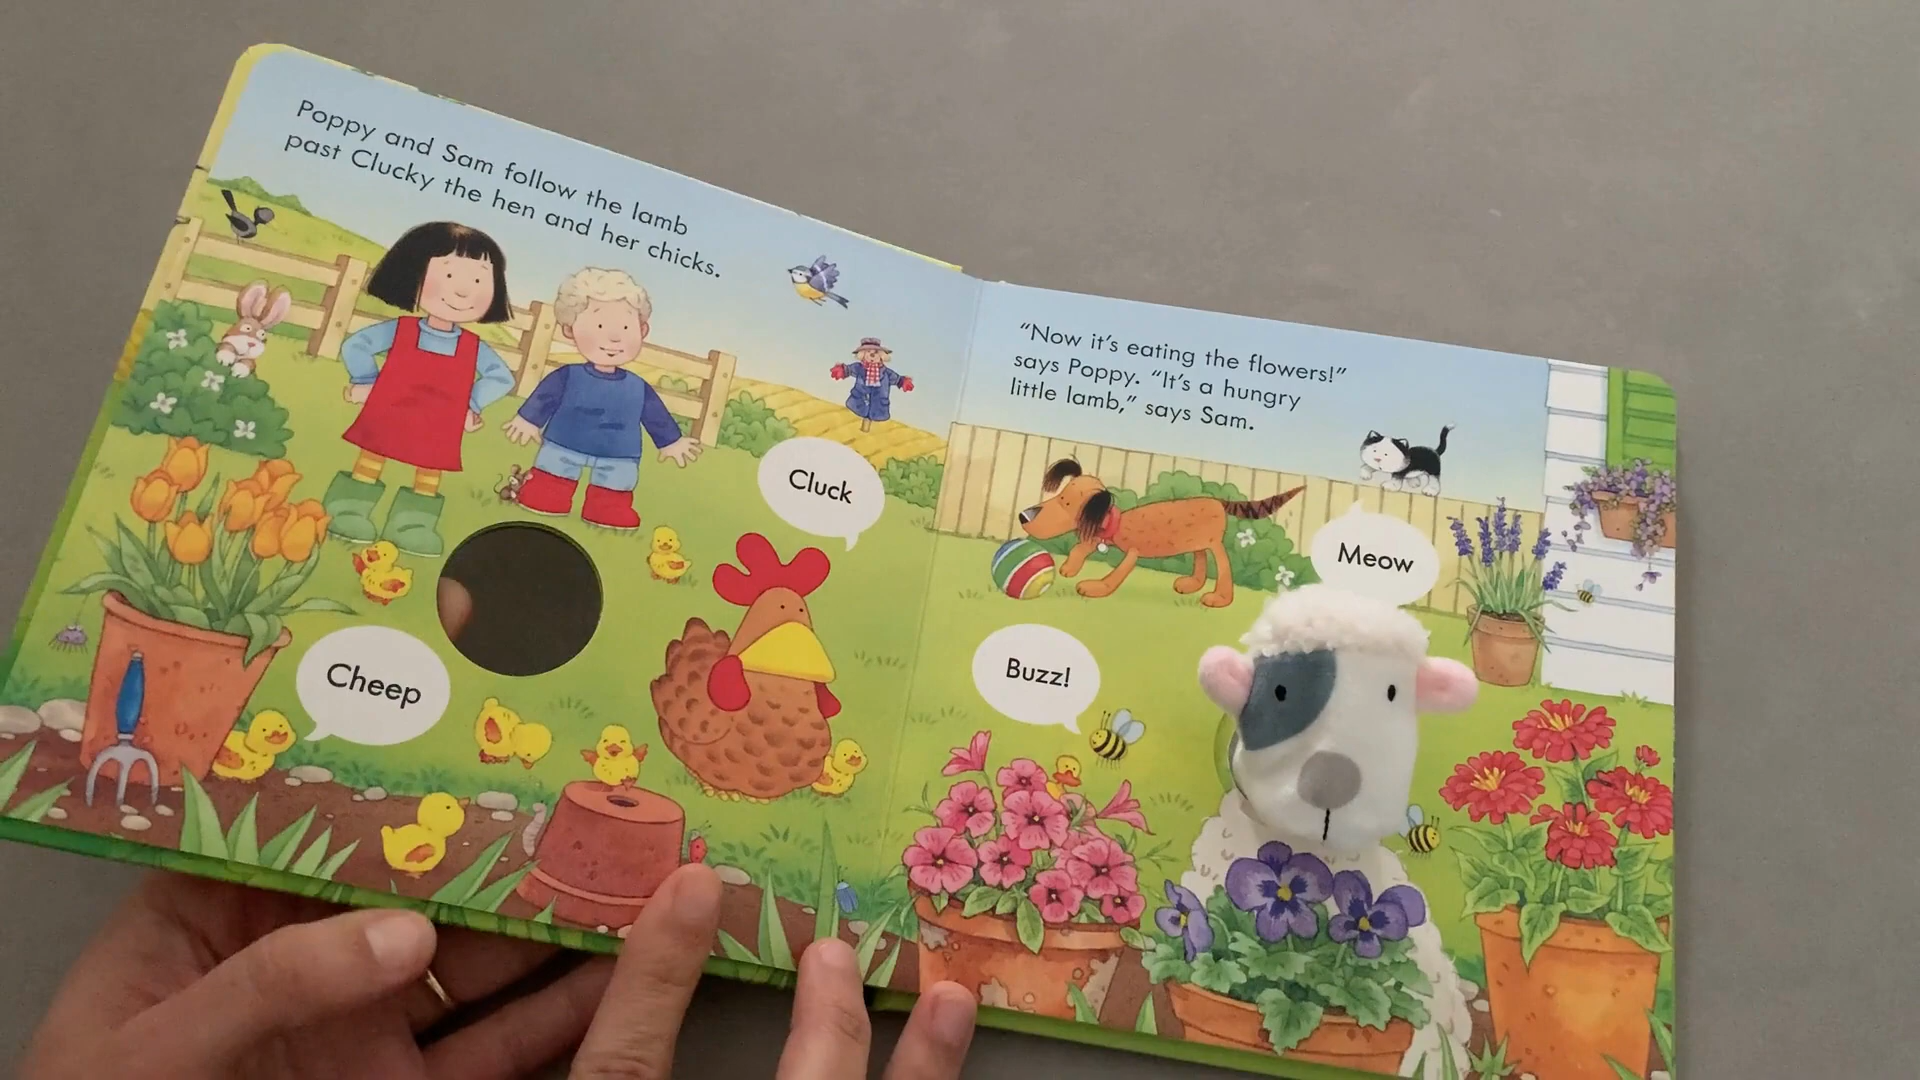 Poppy and Sam follow the lamb
past Clucky the hen and her chicks.
Cluck
Cheep
“Now it’s eating the flowers!”
says Poppy. “It’s a hungry
little lamb,” says Sam.
Meow
Buzz!